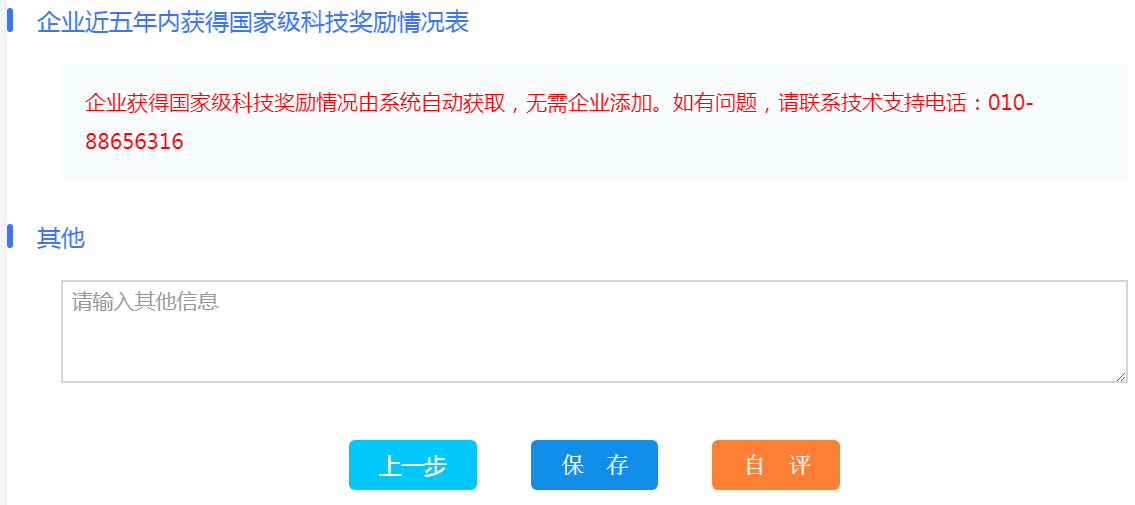 企业近五年内获得国家级科技奖励情况表
企业获得国家级科技奖励情况由系统自动获取，无需企业添加。如有问题，请联系技术支持电话：010-
88656316
其他
请输入其他信息
上一步 保 存 自 评